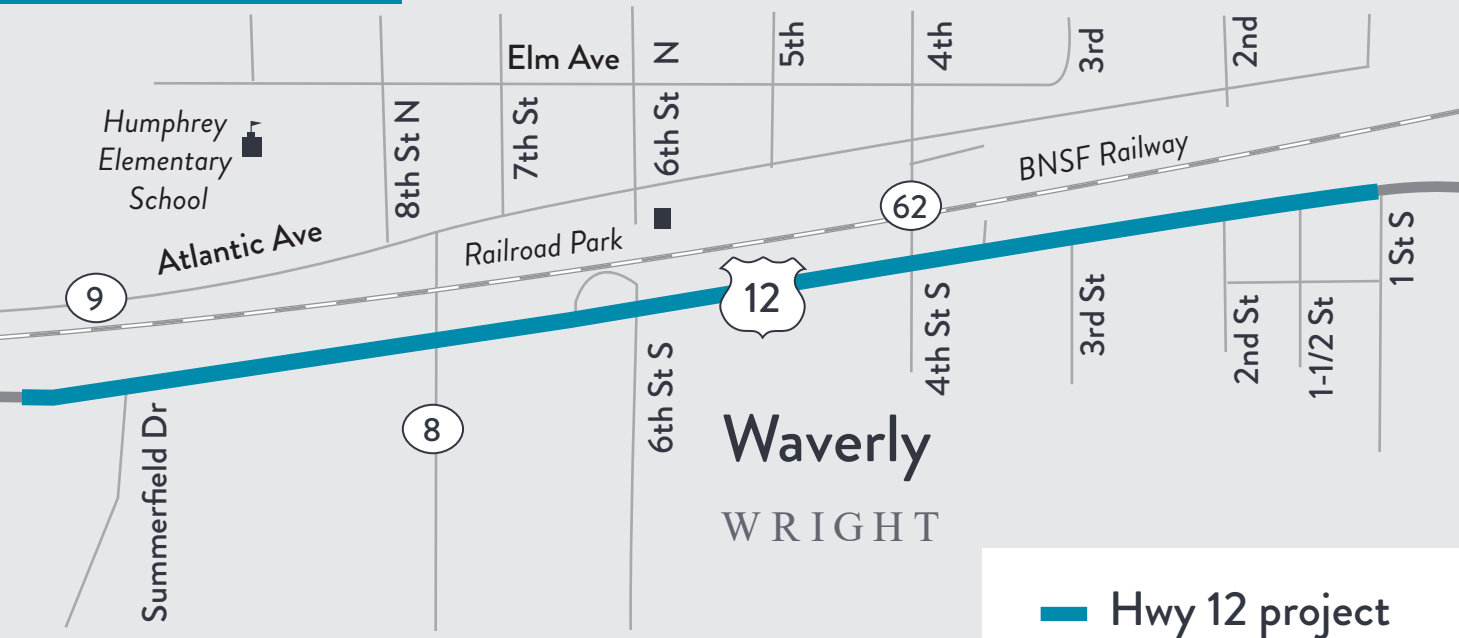 Elm Ave
N
5th
4th
3rd
2nd
Humphrey
Elementary
School
8th St N
7th St
6th St
BNSF Railway
62
Atlantic Ave
Railroad Park
9
12
1 St S
4th St S
3rd St
2nd St
1-1/2 St
6th St S
Summerfield Dr
8
Waverly
WRIGHT
Hwy 12 project